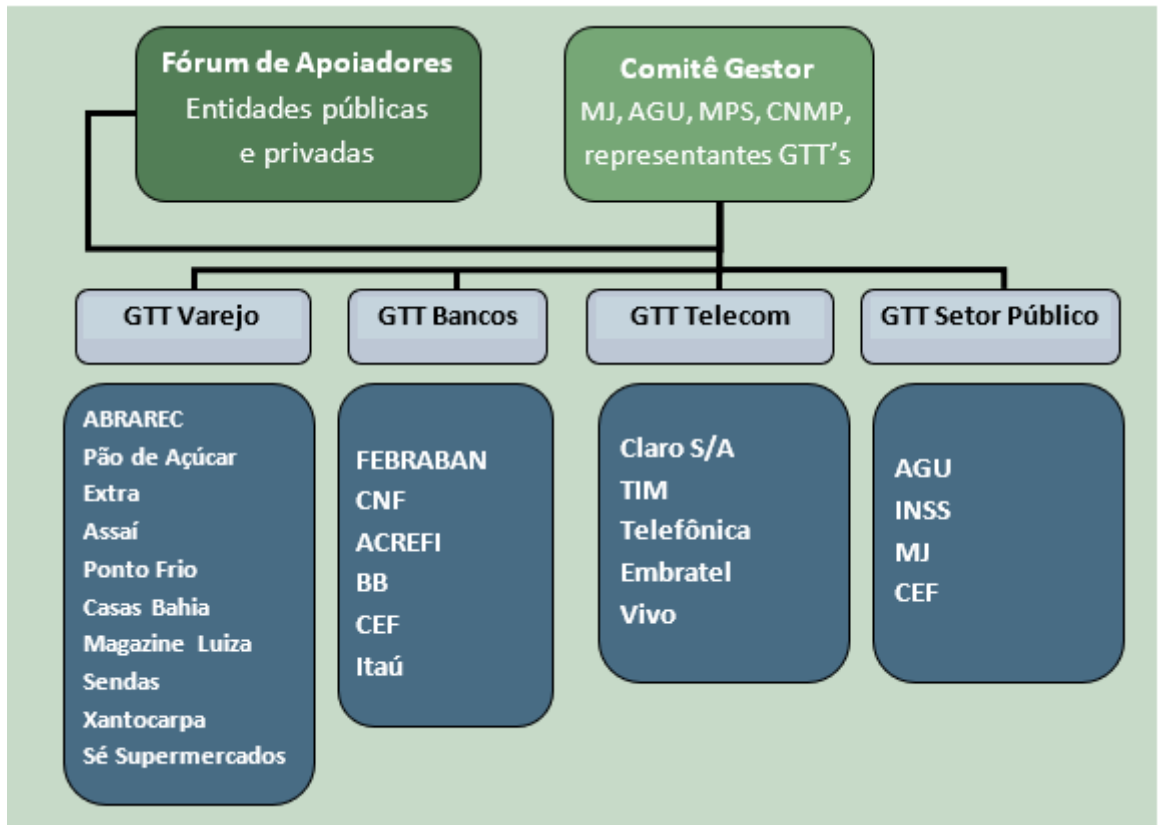 Fórum de Apoiadores
Entidades públicas
e privadas
Comitê Gestor
MJ, AGU, MPS, CNMP,
representantes GTT's
GTT Varejo
GTT Bancos
GTT Telecom
GTT Setor Público
ABRAREC
Pão de Açúcar
Extra
Assaí
Ponto Frio
Casas Bahia
Magazine Luiza
Sendas
Xantocarpa
Sé Supermercados
FEBRABAN
CNF
ACREFI
BB
CEF
Itaú
Claro S/A
TIM
Telefônica
Embratel
Vivo
AGU
INSS
MJ
CEF